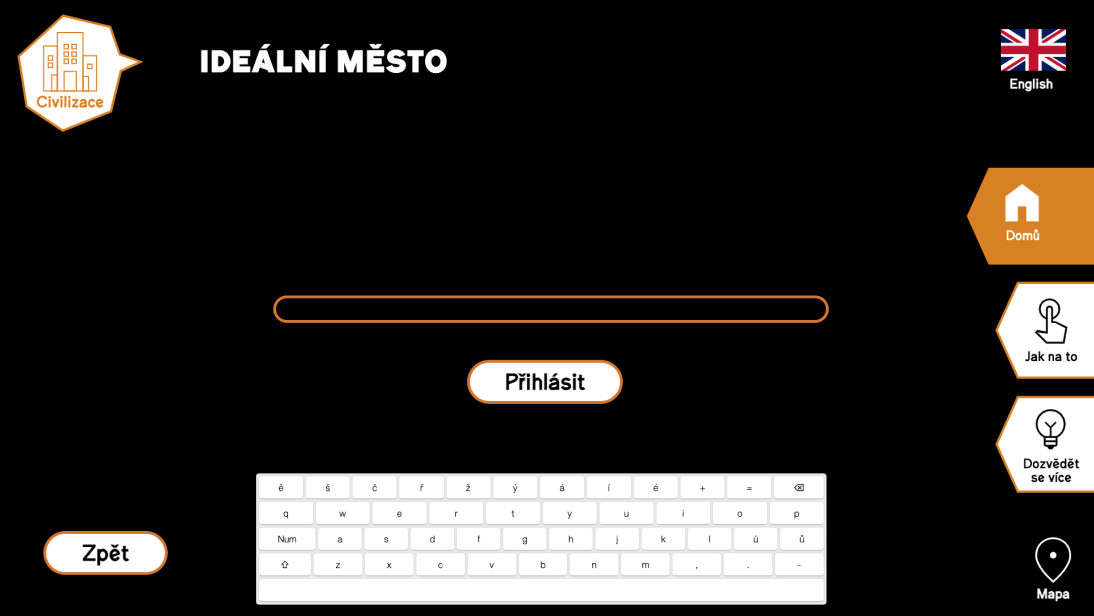 Civilizace
IDEÁLNÍ MĚSTO
English
Domů
Jak na to
Přihlásit
Dozvědět
se více
ě š č ř ž ý á í é + = ⌫
q w e r t y u i o p
Num a s d f g h j k l ú ů
⇧ z x c v b n m , . -
Zpět
Mapa